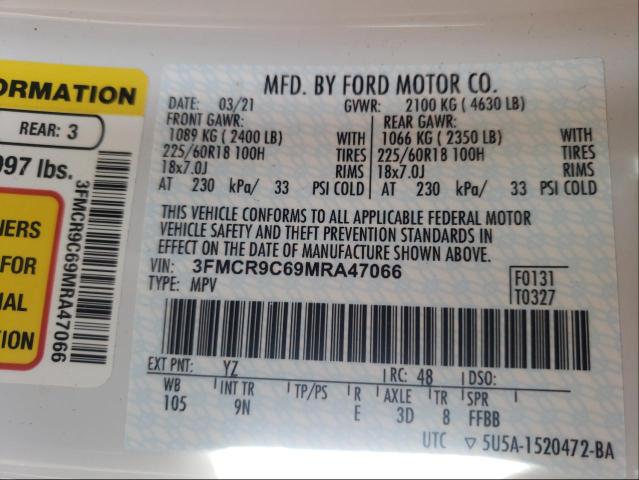 ORMATION
REAR: 3
097 lbs.
NERS
FOR
IAL
TION
3FMCR9C69MRA47066
MFD. BY FORD MOTOR CO.
DATE: 03/21 GVWR: 2100 KG ( 4630 LB)
FRONT GAWR: REAR GAWR:
1089 KG ( 2400 LB) WITH 1066 KG ( 2350 LB) WITH
225/60R18 100H TIRES 225/60R18 100H TIRES
18x7.0J RIMS 18x7.0J RIMS
AT 230 kPa/ 33 PSI COLD AT 230 kPa/ 33 PSI COLD
THIS VEHICLE CONFORMS TO ALL APPLICABLE FEDERAL MOTOR
VEHICLE SAFETY AND THEFT PREVENTION STANDARDS IN
EFFECT ON THE DATE OF MANUFACTURE SHOWN ABOVE.
VIN: 3FMCR9C69MRA47066
TYPE: MPV
F0131
T0327
EXT PNT: YZ RC: 48 DSO:
WB INT TR TP/PS R AXLE TR SPR
105 9N E 3D 8 FFBB
UTC ▽ 5U5A-1520472-BA